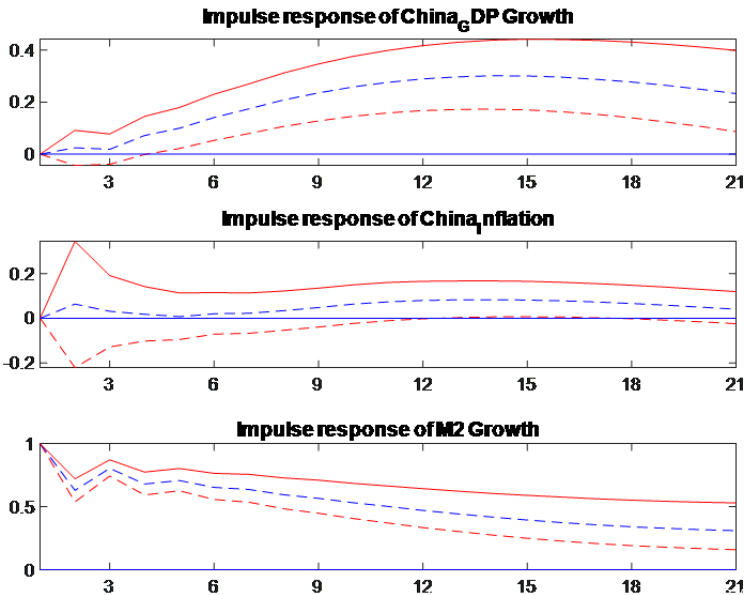 Impulse response of China_GDP Growth
0.4
0.2
0
3 6 9 12 15 18 21
Impulse response of China_Inflation
0.2
0
-0.2
3 6 9 12 15 18 21
Impulse response of M2 Growth
1
0.5
0
3 6 9 12 15 18 21